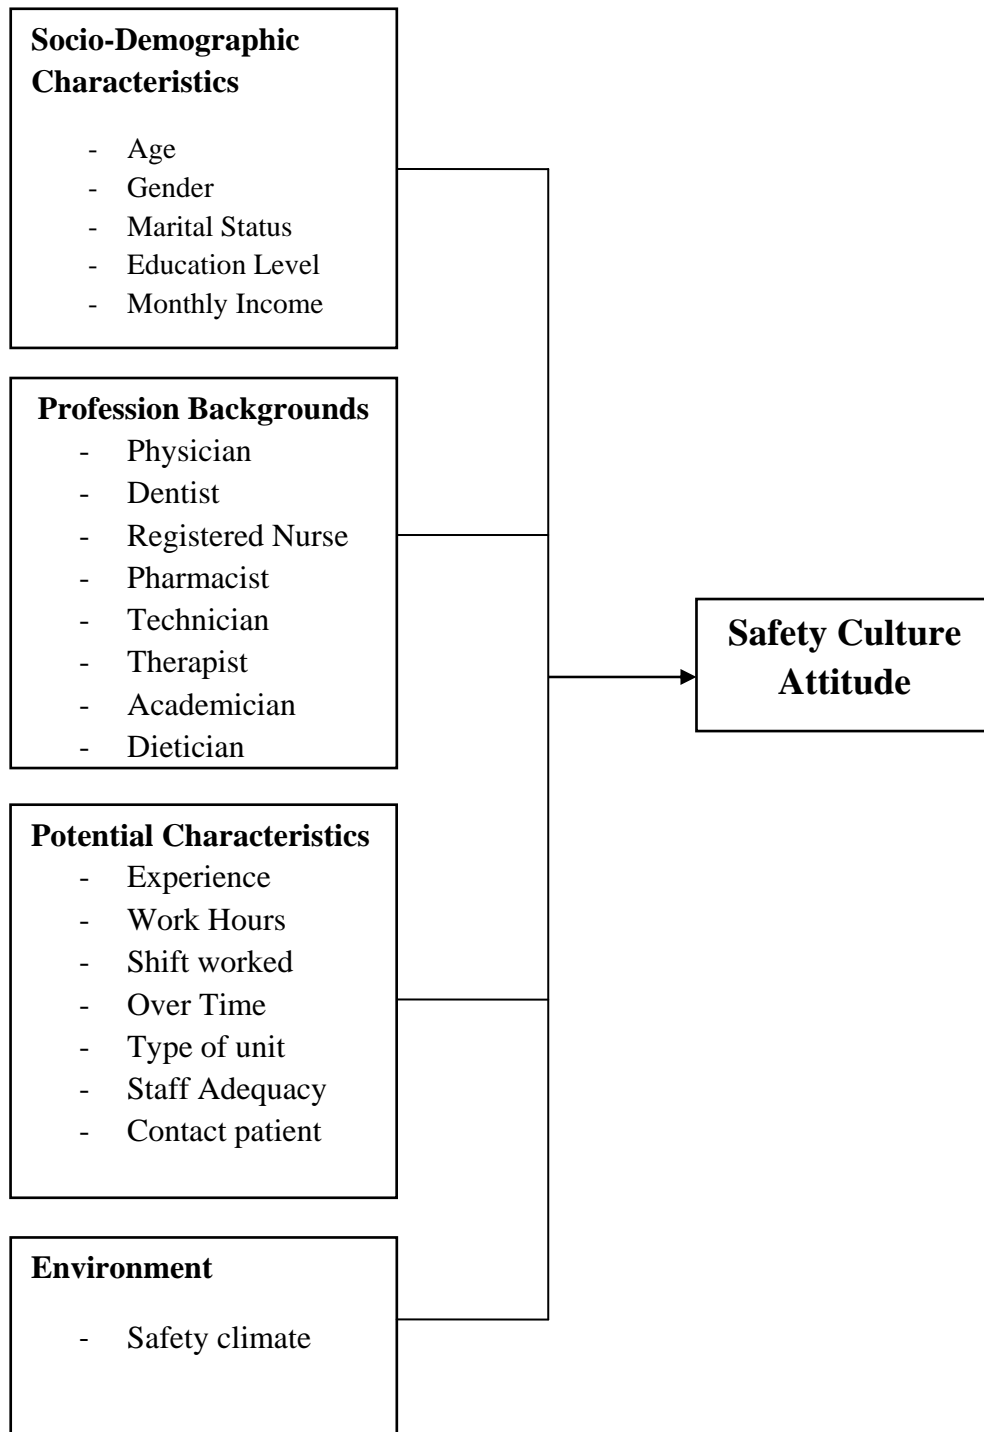 Socio-Demographic
Characteristics
- Age
- Gender
- Marital Status
- Education Level
- Monthly Income
Profession Backgrounds
- Physician
- Dentist
- Registered Nurse
- Pharmacist
- Technician
- Therapist
- Academician
- Dietician
Potential Characteristics
- Experience
- Work Hours
- Shift worked
- Over Time
- Type of unit
- Staff Adequacy
- Contact patient
Environment
- Safety climate
Safety Culture
Attitude